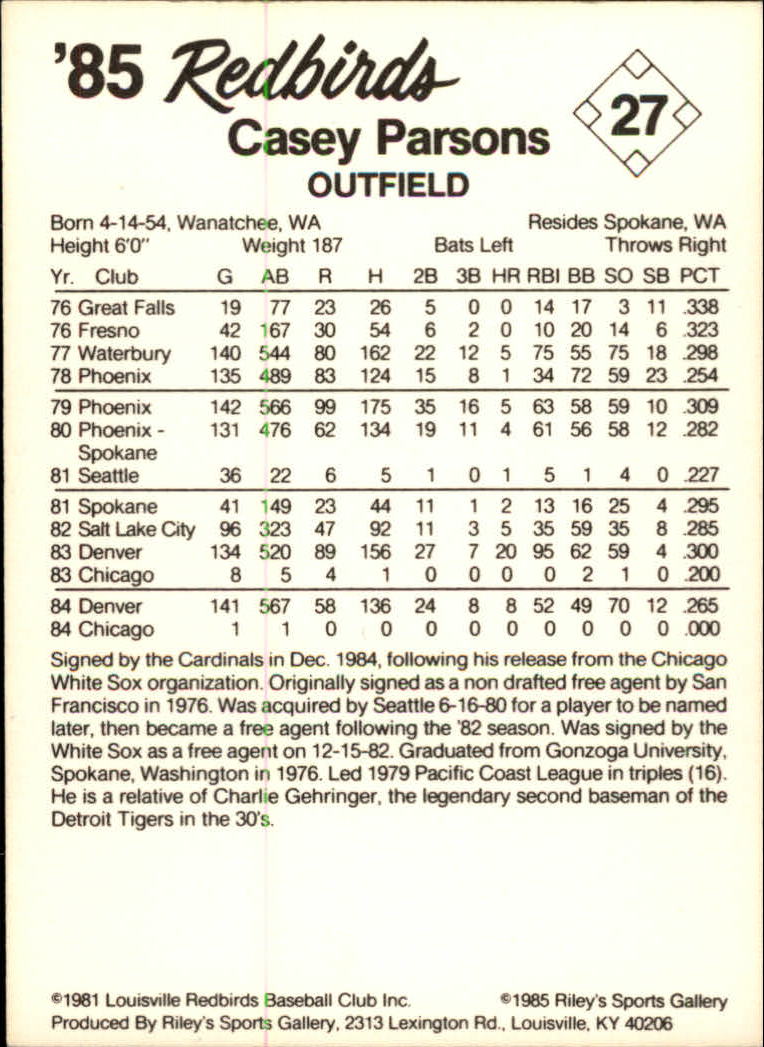 '85 Redbirds
27
Casey Parsons
OUTFIELD
Born 4-14-54, Wanatchee, WA Resides Spokane, WA
Height 6'0" Weight 187 Bats Left Throws Right
Yr. Club G AB R H 2B 3B HR RBI BB SO SB PCT
76 Great Falls 19 77 23 26 5 0 0 14 17 3 11 .338
76 Fresno 42 167 30 54 6 2 0 10 20 14 6 .323
77 Waterbury 140 544 80 162 22 12 5 75 55 75 18 .298
78 Phoenix 135 489 83 124 15 8 1 34 72 59 23 .254
79 Phoenix 142 566 99 175 35 16 5 63 58 59 10 .309
80 Phoenix - 131 476 62 134 19 11 4 61 56 58 12 .282
Spokane
81 Seattle 36 22 6 5 1 0 1 5 1 4 0 .227
81 Spokane 41 149 23 44 11 1 2 13 16 25 4 .295
82 Salt Lake City 96 323 47 92 11 3 5 35 59 35 8 .285
83 Denver 134 520 89 156 27 7 20 95 62 59 4 .300
83 Chicago 8 5 4 1 0 0 0 0 2 1 0 .200
84 Denver 141 567 58 136 24 8 8 52 49 70 12 .265
84 Chicago 1 1 0 0 0 0 0 0 0 0 0 .000
Signed by the Cardinals in Dec. 1984, following his release from the Chicago
White Sox organization. Originally signed as a non drafted free agent by San
Francisco in 1976. Was acquired by Seattle 6-16-80 for a player to be named
later, then became a free agent following the '82 season. Was signed by the
White Sox as a free agent on 12-15-82. Graduated from Gonzoga University,
Spokane, Washington in 1976. Led 1979 Pacific Coast League in triples (16).
He is a relative of Charlie Gehringer, the legendary second baseman of the
Detroit Tigers in the 30's.
©1981 Louisville Redbirds Baseball Club Inc. ©1985 Riley's Sports Gallery
Produced By Riley's Sports Gallery, 2313 Lexington Rd., Louisville, KY 40206